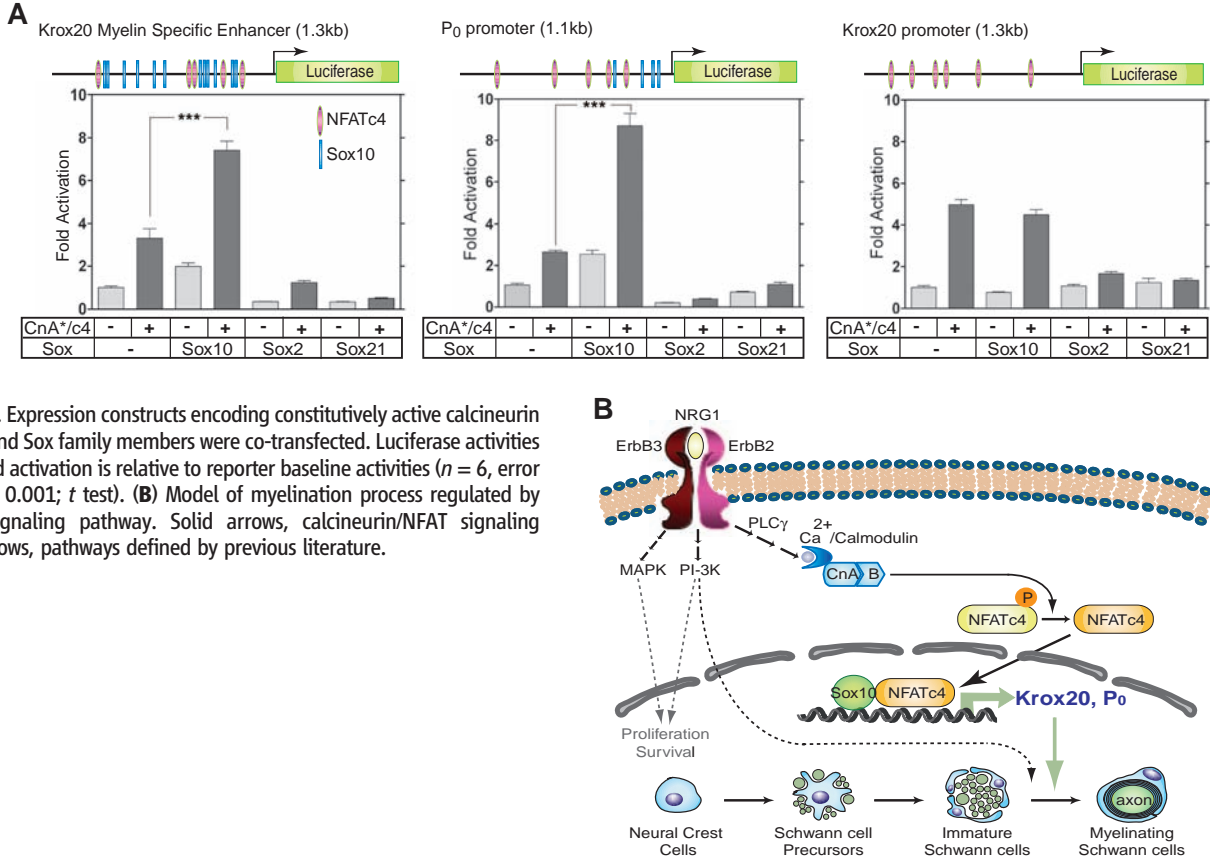 A
Krox20 Myelin Specific Enhancer (1.3kb)
P0 promoter (1.1kb)
Krox20 promoter (1.3kb)
Luciferase
Luciferase
Luciferase
Fold Activation
10
8
6
4
2
0
***
NFATc4
Sox10
CnA*/c4 - + - + - + - +
Sox - Sox10 Sox2 Sox21
Fold Activation
10
8
6
4
2
0
***
CnA*/c4 - + - + - + - +
Sox - Sox10 Sox2 Sox21
Fold Activation
10
8
6
4
2
0
CnA*/c4 - + - + - + - +
Sox - Sox10 Sox2 Sox21
. Expression constructs encoding constitutively active calcineurin
nd Sox family members were co-transfected. Luciferase activities
d activation is relative to reporter baseline activities (n = 6, error
0.001; t test). (B) Model of myelination process regulated by
gnaling pathway. Solid arrows, calcineurin/NFAT signaling
ows, pathways defined by previous literature.
B
NRG1
ErbB3
ErbB2
PLCγ
Ca2+/Calmodulin
CnA B
MAPK
PI-3K
P
NFATc4
NFATc4
Sox10
NFATc4
Krox20, P0
Proliferation
Survival
axon
Neural Crest
Cells
Schwann cell
Precursors
Immature
Schwann cells
Myelinating
Schwann cells